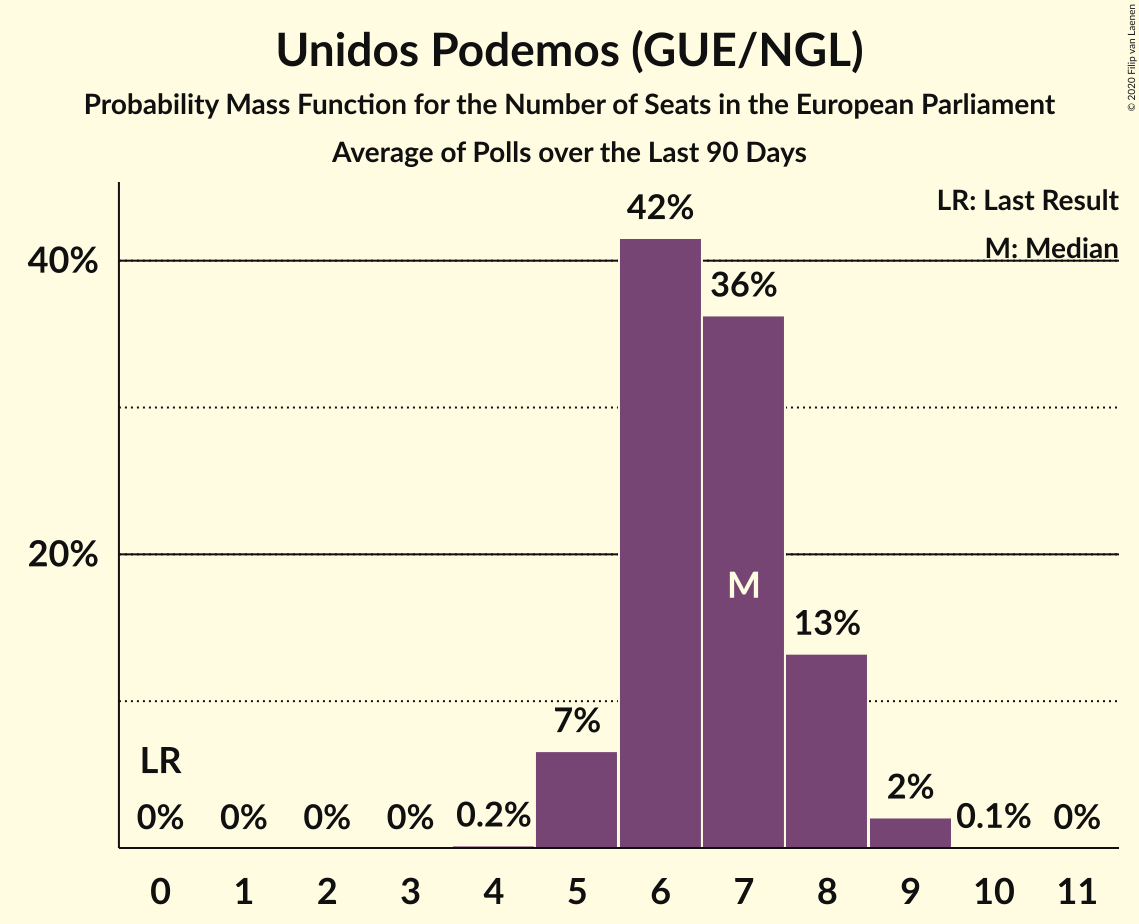 Unidos Podemos (GUE/NGL)
Probability Mass Function for the Number of Seats in the European Parliament
Average of Polls over the Last 90 Days
© 2020 Filip van Laenen
LR: Last Result
M: Median
42%
40%
36%
20%
M
13%
7%
LR
2%
0% 0% 0% 0% 0.2% 0.1% 0%
0 1 2 3 4 5 6 7 8 9 10 11